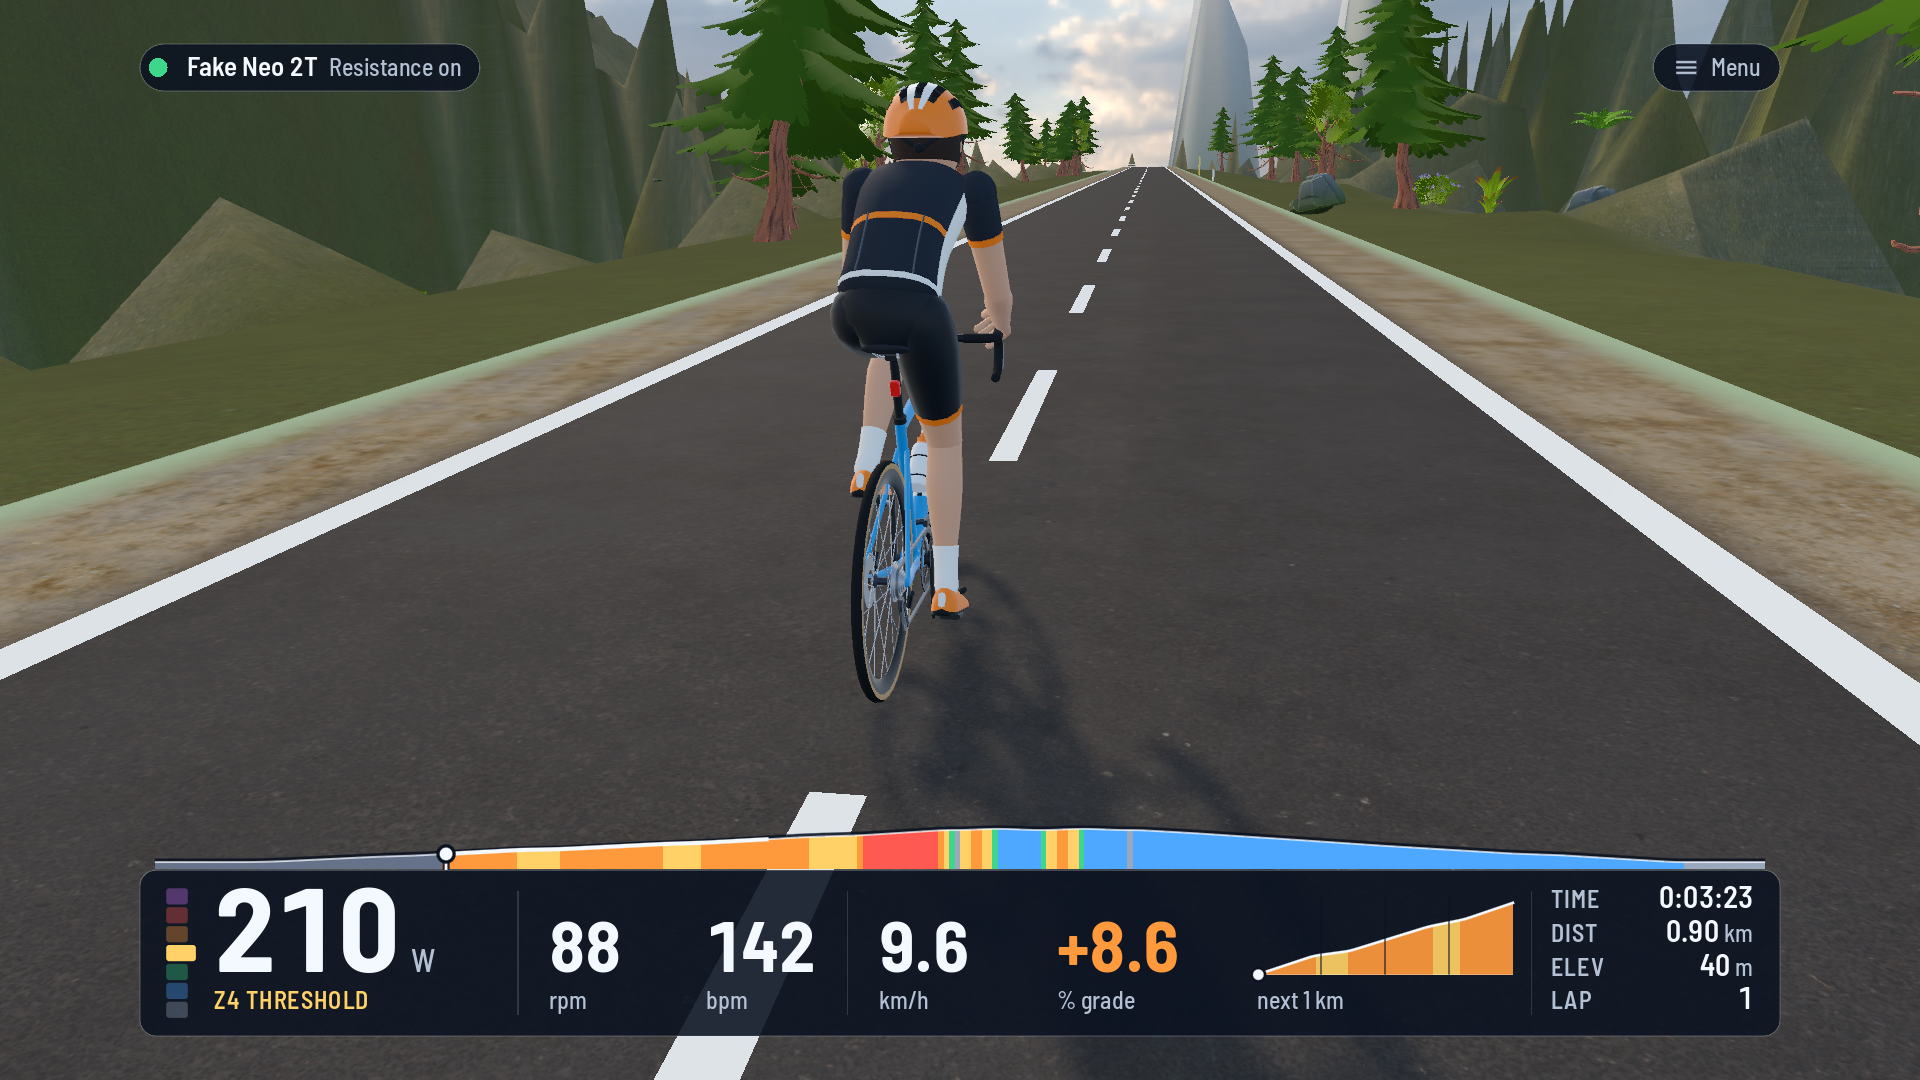 Fake Neo 2T Resistance on
Menu
210 W
Z4 THRESHOLD
88
rpm
142
bpm
9.6
km/h
+8.6
% grade
next 1 km
TIME 0:03:23
DIST 0.90 km
ELEV 40 m
LAP 1